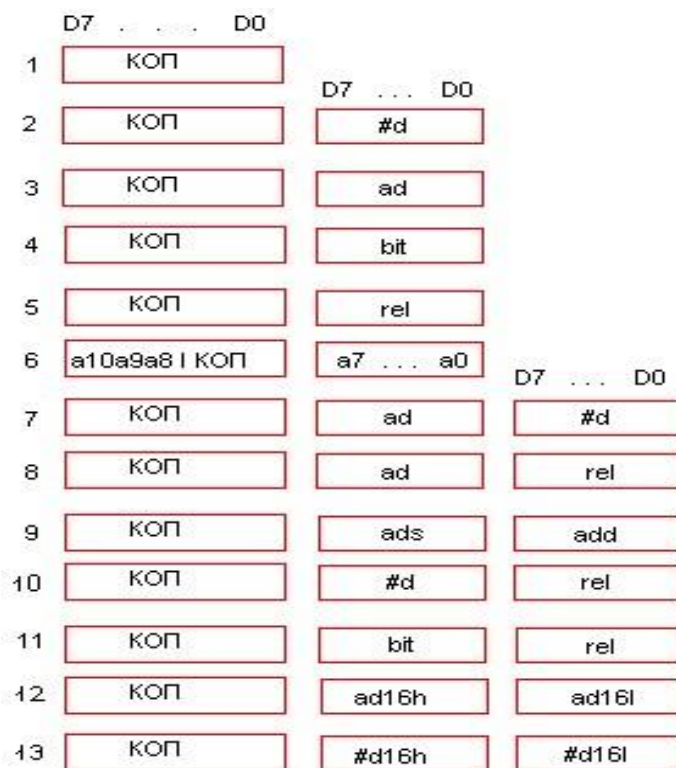 D7 . . . D0
1 КОП
D7 ... D0
2 КОП #d
3 КОП ad
4 КОП bit
5 КОП rel
6 a10a9a8 I КОП a7 ... a0
D7 ... D0
7 КОП ad #d
8 КОП ad rel
9 КОП ads add
10 КОП #d rel
11 КОП bit rel
12 КОП ad16h ad16l
13 КОП #d16h #d16l